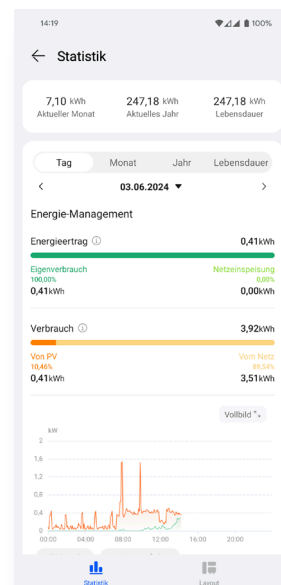 14:19
100%
Statistik
7,10 kWh 247,18 kWh 247,18 kWh
Aktueller Monat Aktuelles Jahr Lebensdauer
Tag Monat Jahr Lebensdauer
< 03.06.2024 ▼ >
Energie-Management
Energieertrag 0,41kWh
Eigenverbrauch Netzeinspeisung
100,00% 0,00%
0,41kWh 0,00kWh
Verbrauch 3,92kWh
Von PV Vom Netz
10,46% 89,54%
0,41kWh 3,51kWh
Vollbild
kW
2
1,6
1,2
0,8
0,4
0
00:00 04:00 08:00 12:00 16:00 20:00
Statistik Layout